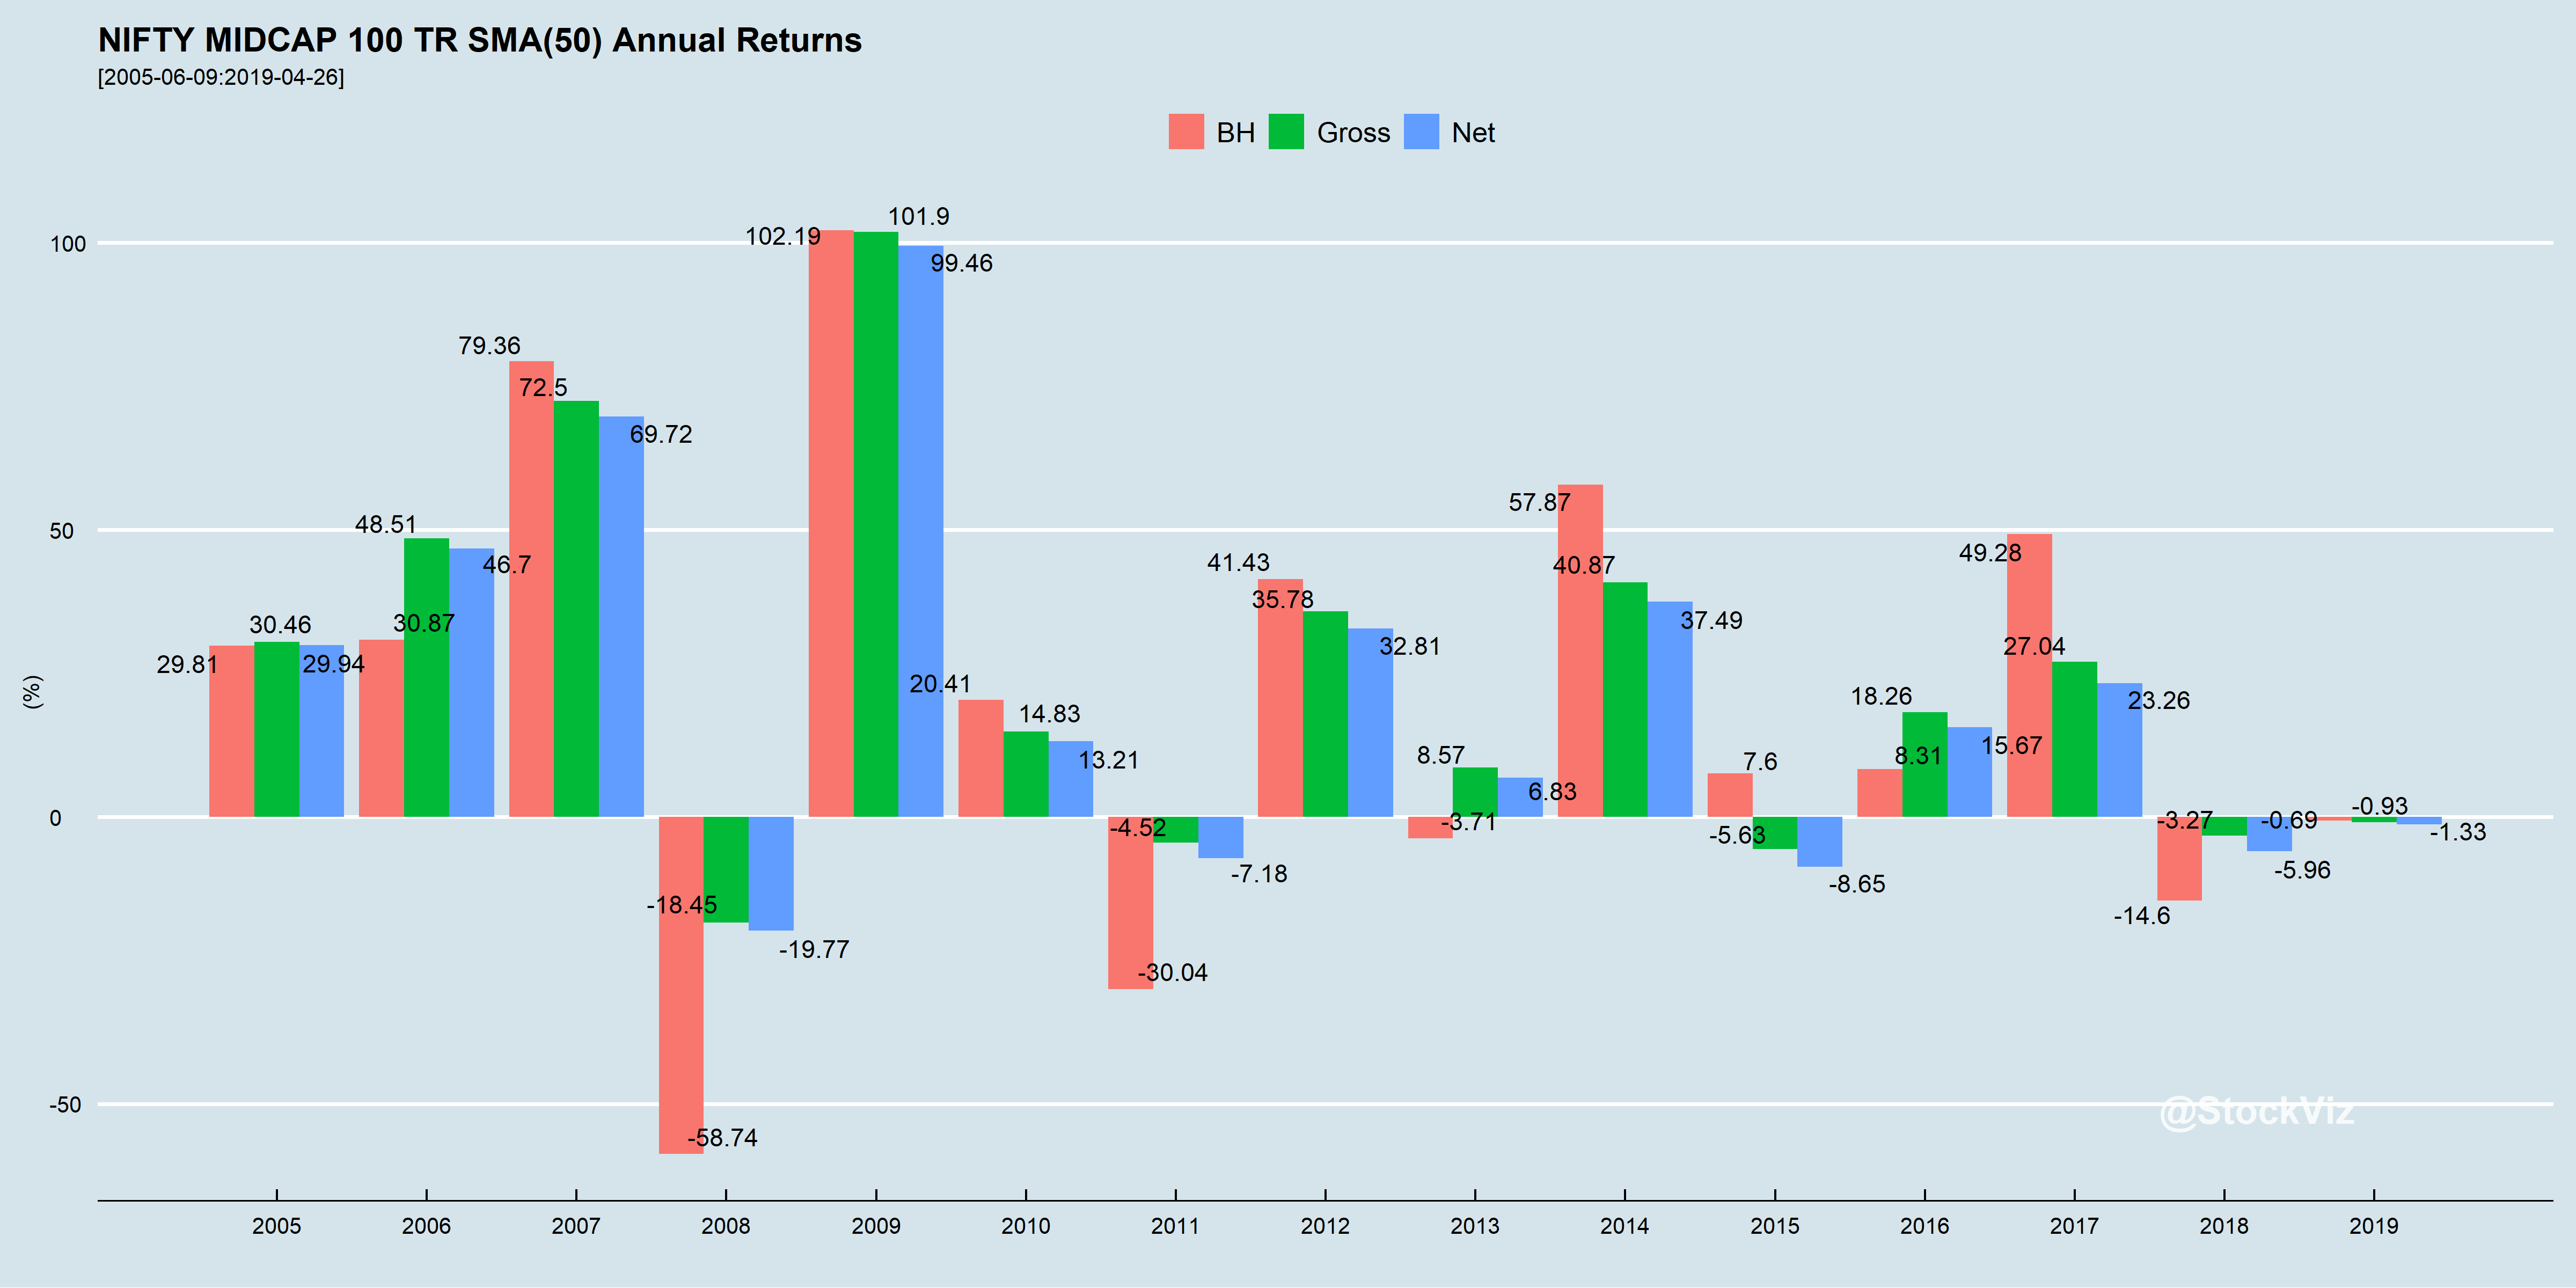 NIFTY MIDCAP 100 TR SMA(50) Annual Returns
[2005-06-09:2019-04-26]
BH Gross Net
(%)
100
50
0
-50
29.81 30.46 29.94
30.87 48.51 46.7
79.36 72.5 69.72
-58.74 -18.45 -19.77
102.19 101.9 99.46
20.41 14.83 13.21
-30.04 -4.52 -7.18
41.43 35.78 32.81
-3.71 8.57 6.83
57.87 40.87 37.49
7.6 -5.63 -8.65
8.31 18.26 15.67
49.28 27.04 23.26
-14.6 -3.27 -5.96
-0.69 -0.93 -1.33
@StockViz
2005 2006 2007 2008 2009 2010 2011 2012 2013 2014 2015 2016 2017 2018 2019